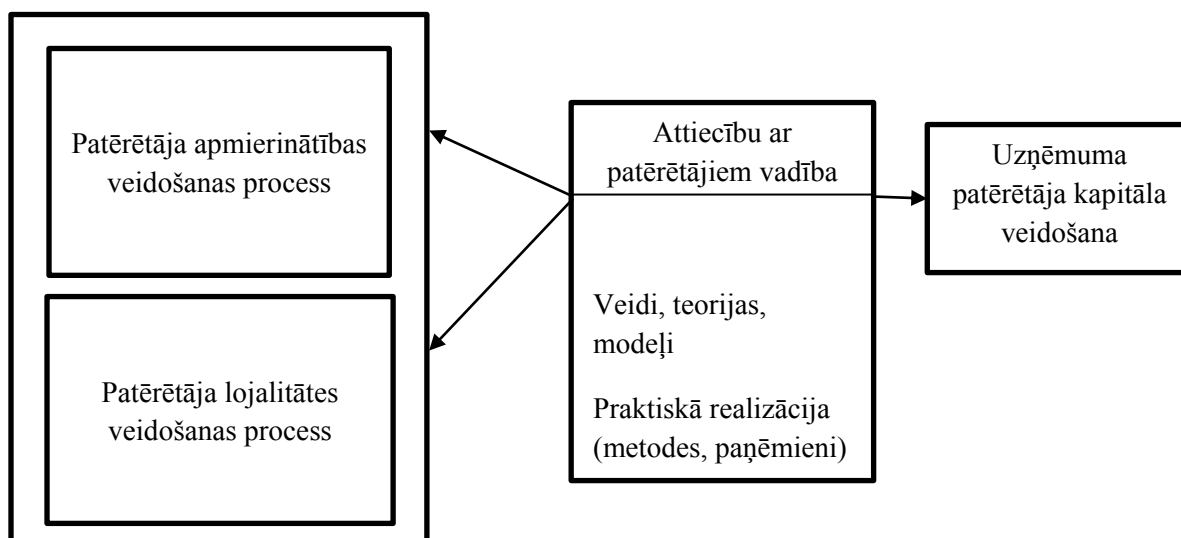 Patērētāja apmierinātības
veidošanas process
Patērētāja lojalitātes
veidošanas process
Attiecību ar
patērētājiem vadība
Veidi, teorijas,
modeļi
Praktiskā realizācija
(metodes, paņēmieni)
Uzņēmuma
patērētāja kapitāla
veidošana